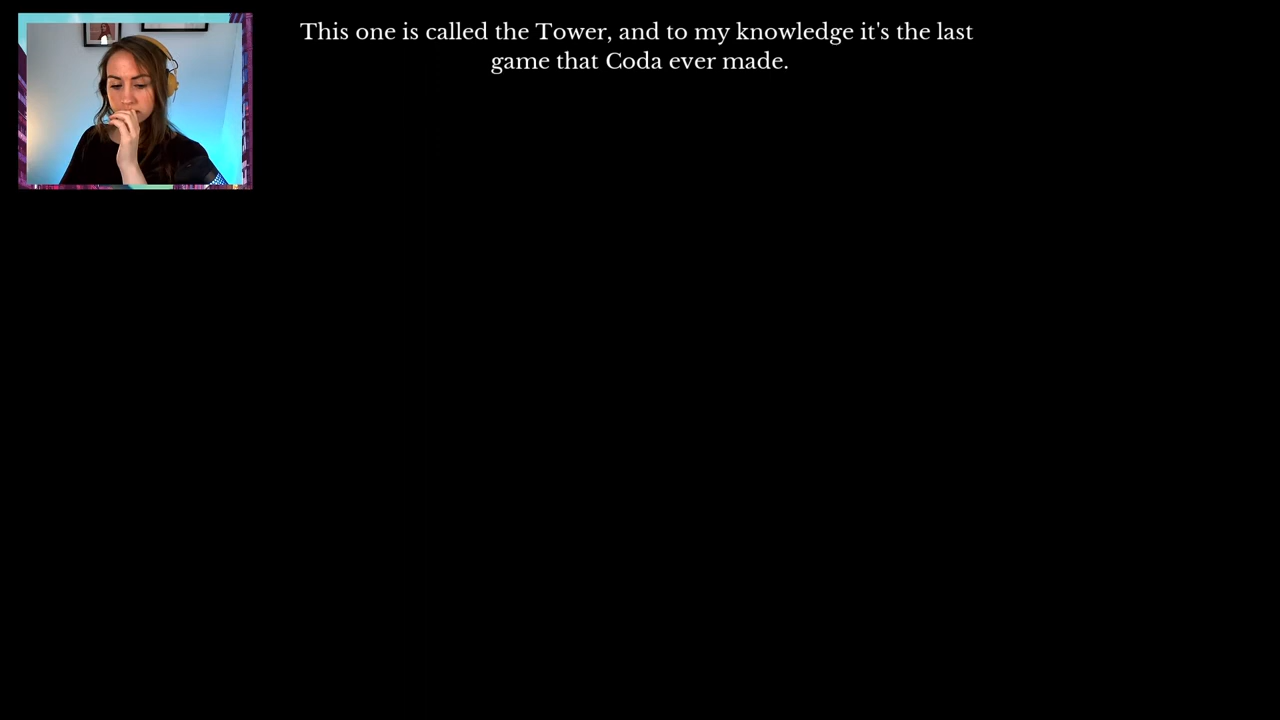 This one is called the Tower, and to my knowledge it's the last
game that Coda ever made.